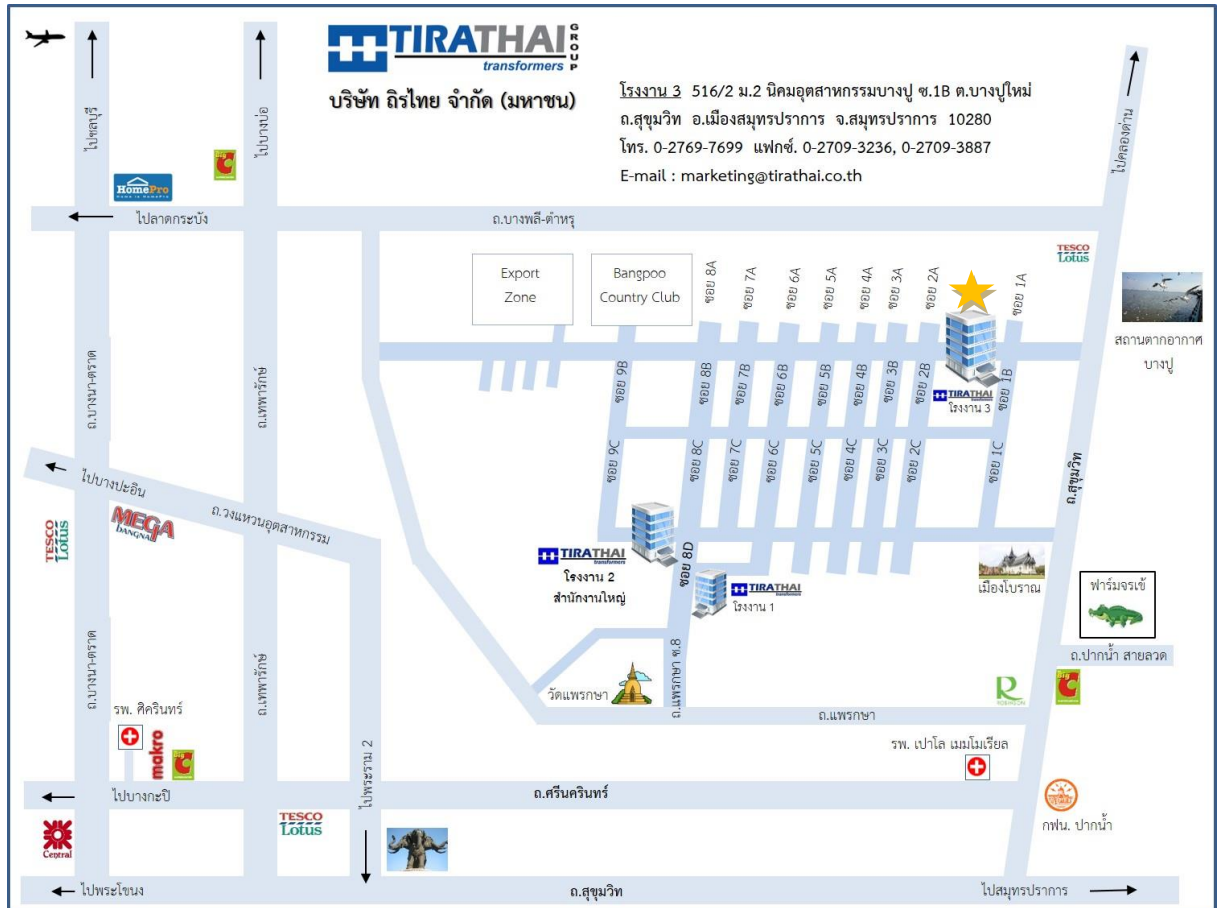 TIRATHAI
GROUP
transformers
บริษัท ถิรไทย จำกัด (มหาชน)
โรงงาน 3 516/2 ม.2 นิคมอุตสาหกรรมบางปู ซ.1B ต.บางปูใหม่
ถ.สุขุมวิท อ.เมืองสมุทรปราการ จ.สมุทรปราการ 10280
โทร. 0-2769-7699 แฟกซ์. 0-2709-3236, 0-2709-3887
E-mail : marketing@tirathai.co.th
ไปชลบุรี
ไปบางบ่อ
ไปคลองด่าน
HomePro
C
ไปลาดกระบัง
ถ.บางพลี-ตำหรุ
TESCO
Lotus
Export
Zone
Bangpoo
Country Club
ซอย 8A
ซอย 7A
ซอย 6A
ซอย 5A
ซอย 4A
ซอย 3A
ซอย 2A
ซอย 1A
สถานตากอากาศ
บางปู
ถ.บางนา-ตราด
ถ.เทพารักษ์
ซอย 9B
ซอย 8B
ซอย 7B
ซอย 6B
ซอย 5B
ซอย 4B
ซอย 3B
ซอย 2B
ซอย 1B
TIRATHAI
transformers
โรงงาน 3
ซอย 9C
ซอย 8C
ซอย 7C
ซอย 6C
ซอย 5C
ซอย 4C
ซอย 3C
ซอย 2C
ซอย 1C
ถ.สุขุมวิท
ไปบางปะอิน
ถ.วงแหวนอุตสาหกรรม
MEGA
BANGNA
TESCO
Lotus
TIRATHAI
transformers
โรงงาน 2
สำนักงานใหญ่
ซอย 8D
TIRATHAI
โรงงาน 1
เมืองโบราณ
ฟาร์มจรเข้
ถ.ปากน้ำ สายลวด
C
ถ.บางนา-ตราด
ถ.เทพารักษ์
วัดแพรกษา
ถ.แพรกษา ซ.8
R
ROBINSON
ถ.แพรกษา
รพ. ศิครินทร์
makro
C
ไปพระราม 2
รพ. เปาโล เมมโมเรียล
ไปบางกะปิ
ถ.ศรีนครินทร์
กฟน. ปากน้ำ
Central
TESCO
Lotus
ไปพระโขนง
ถ.สุขุมวิท
ไปสมุทรปราการ